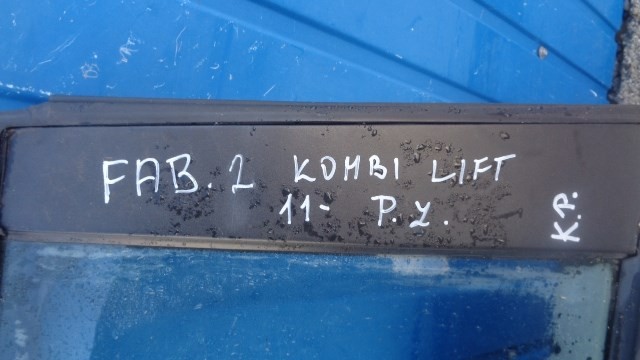 FAB. 2 KOMBI LIFT
11- P.Y.
K.P.